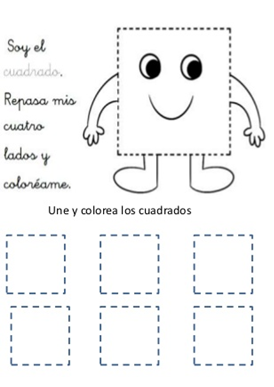 Soy el
cuadrado.
Repasa mis
cuatro
lados y
coloréame.
Une y colorea los cuadrados